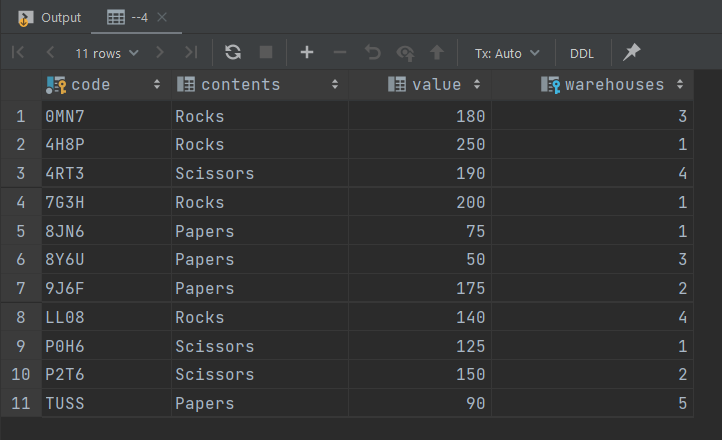 Output --4
11 rows Tx: Auto DDL
code contents value warehouses
1 0MN7 Rocks 180 3
2 4H8P Rocks 250 1
3 4RT3 Scissors 190 4
4 7G3H Rocks 200 1
5 8JN6 Papers 75 1
6 8Y6U Papers 50 3
7 9J6F Papers 175 2
8 LL08 Rocks 140 4
9 P0H6 Scissors 125 1
10 P2T6 Scissors 150 2
11 TUSS Papers 90 5